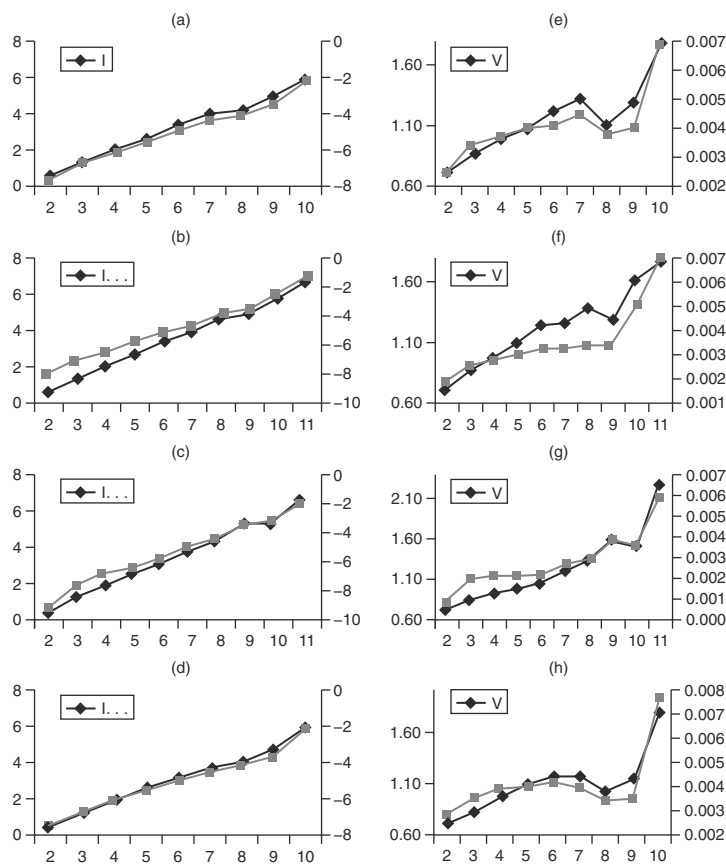 (a)
8 6 4 2 0
I
0 −2 −4 −6 −8
2 3 4 5 6 7 8 9 10
(e)
1.60 1.10 0.60
V
0.007 0.006 0.005 0.004 0.003 0.002
2 3 4 5 6 7 8 9 10
(b)
8 6 4 2 0
I. . .
0 −2 −4 −6 −8 −10
2 3 4 5 6 7 8 9 10 11
(f)
1.60 1.10 0.60
V
0.007 0.006 0.005 0.004 0.003 0.002 0.001
2 3 4 5 6 7 8 9 10 11
(c)
8 6 4 2 0
I. . .
0 −2 −4 −6 −8 −10
2 3 4 5 6 7 8 9 10 11
(g)
2.10 1.60 1.10 0.60
V
0.007 0.006 0.005 0.004 0.003 0.002 0.001 0.000
2 3 4 5 6 7 8 9 10 11
(d)
8 6 4 2 0
I. . .
0 −2 −4 −6 −8
2 3 4 5 6 7 8 9 10
(h)
1.60 1.10 0.60
V
0.008 0.007 0.006 0.005 0.004 0.003 0.002
2 3 4 5 6 7 8 9 10